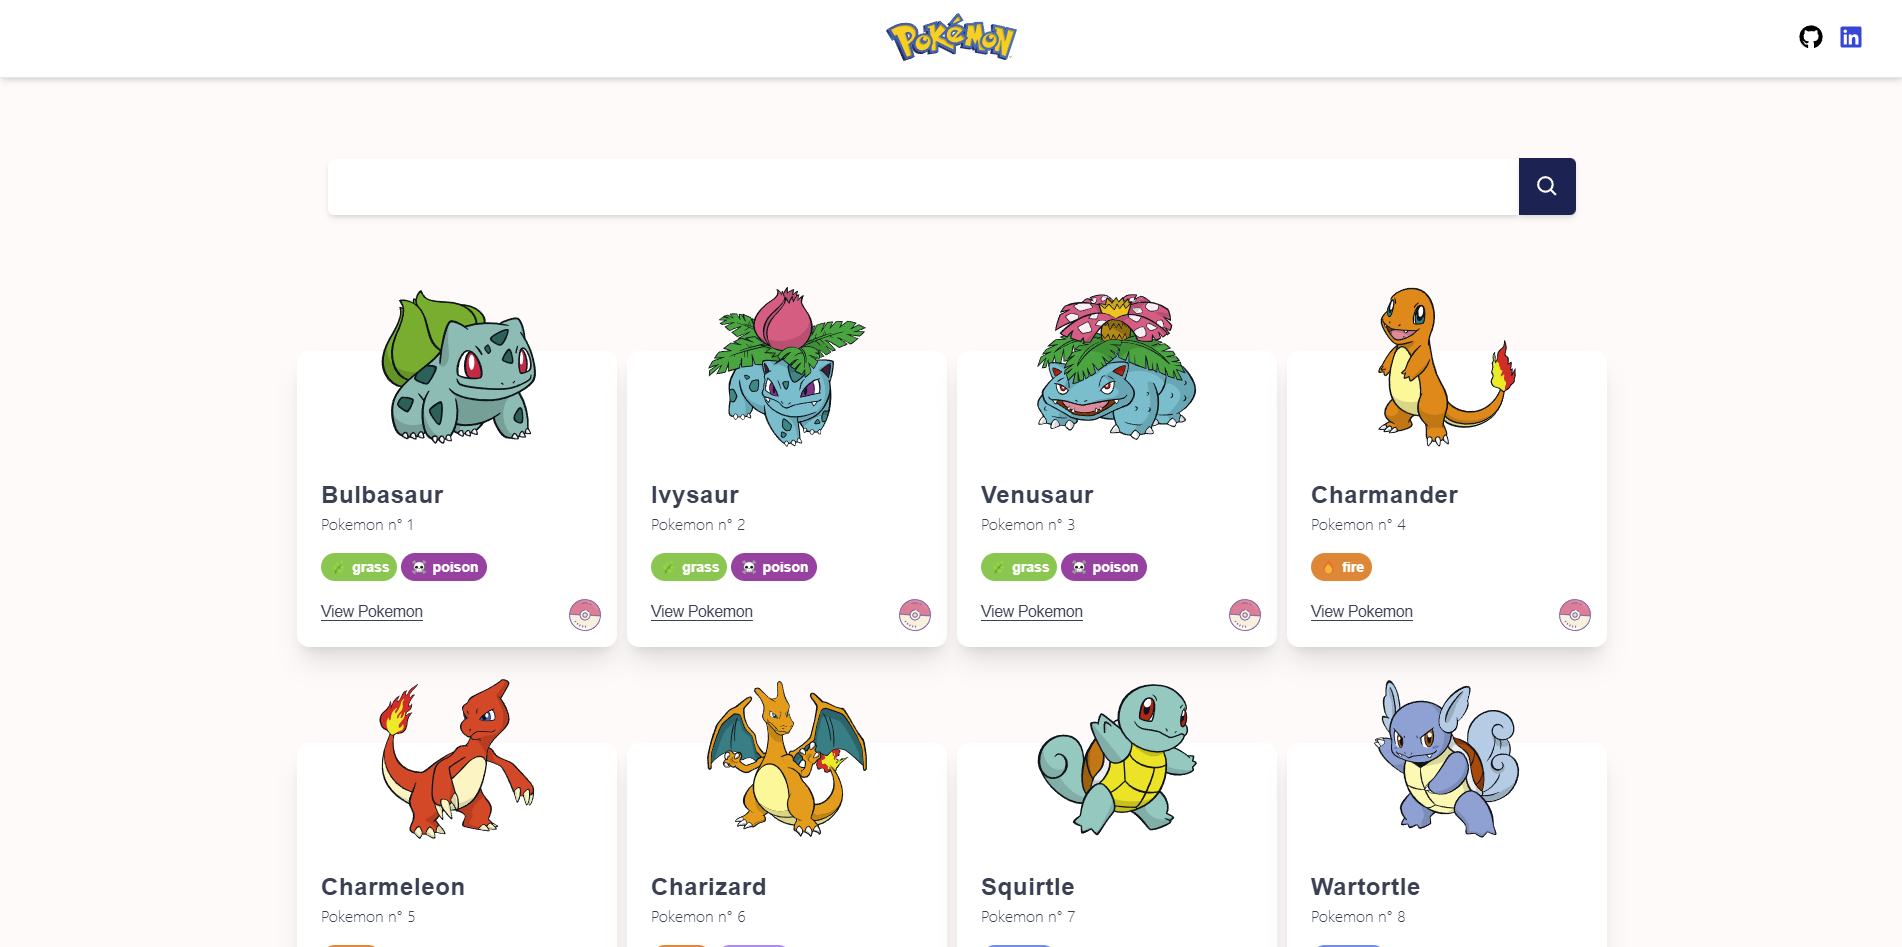 Pokémon
in
Bulbasaur
Pokemon n° 1
grass poison
View Pokemon
Ivysaur
Pokemon n° 2
grass poison
View Pokemon
Venusaur
Pokemon n° 3
grass poison
View Pokemon
Charmander
Pokemon n° 4
fire
View Pokemon
Charmeleon
Pokemon n° 5
Charizard
Pokemon n° 6
Squirtle
Pokemon n° 7
Wartortle
Pokemon n° 8